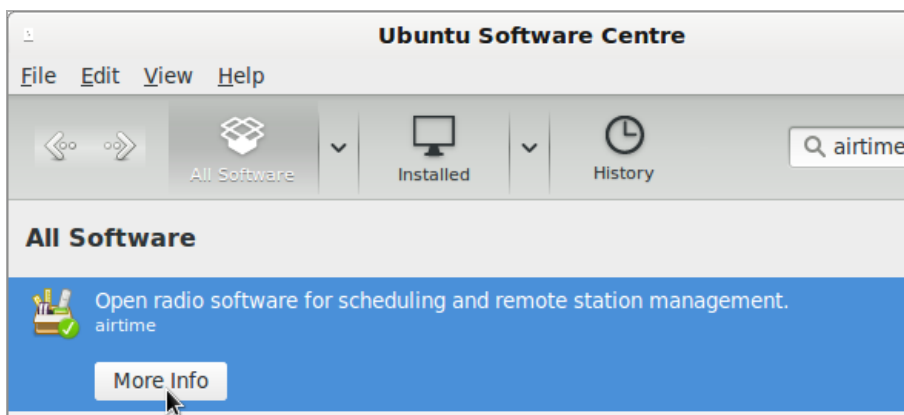 Ubuntu Software Centre
File Edit View Help
All Software Installed History airtime
All Software
Open radio software for scheduling and remote station management.
airtime
More Info